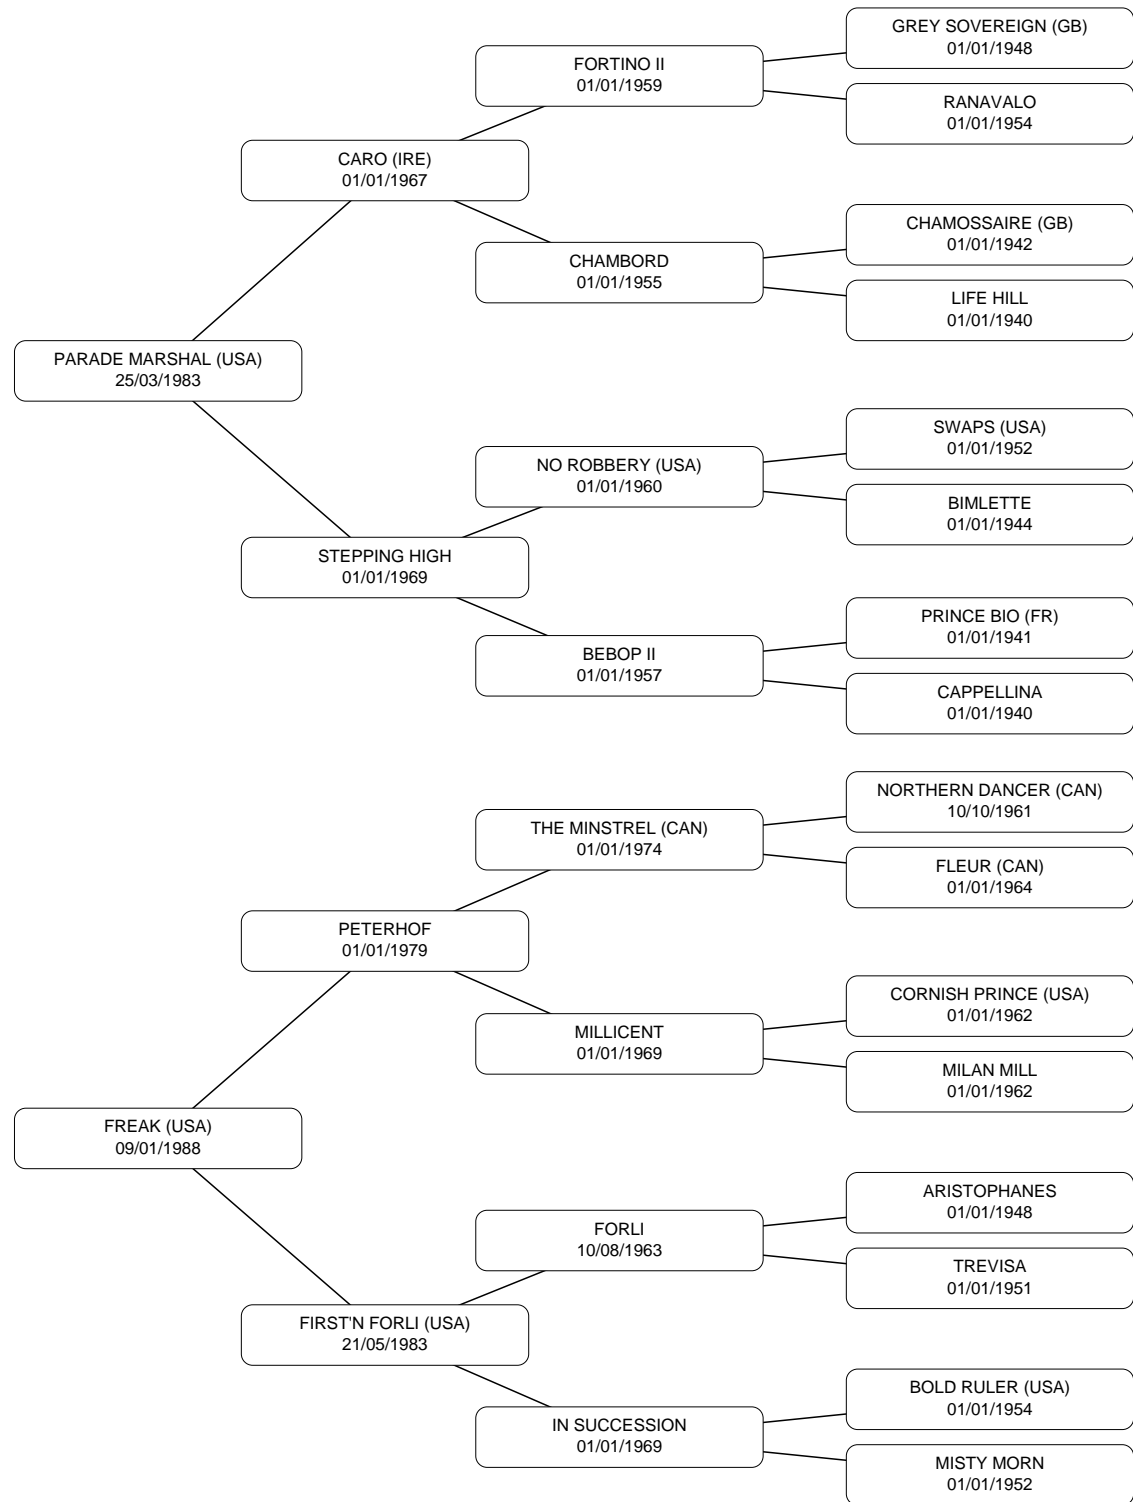 GREY SOVEREIGN (GB)
01/01/1948
FORTINO II
01/01/1959
RANAVALO
01/01/1954
CARO (IRE)
01/01/1967
CHAMOSSAIRE (GB)
01/01/1942
CHAMBORD
01/01/1955
LIFE HILL
01/01/1940
PARADE MARSHAL (USA)
25/03/1983
SWAPS (USA)
01/01/1952
NO ROBBERY (USA)
01/01/1960
BIMLETTE
01/01/1944
STEPPING HIGH
01/01/1969
PRINCE BIO (FR)
01/01/1941
BEBOP II
01/01/1957
CAPPELLINA
01/01/1940
NORTHERN DANCER (CAN)
10/10/1961
THE MINSTREL (CAN)
01/01/1974
FLEUR (CAN)
01/01/1964
PETERHOF
01/01/1979
CORNISH PRINCE (USA)
01/01/1962
MILLICENT
01/01/1969
MILAN MILL
01/01/1962
FREAK (USA)
09/01/1988
ARISTOPHANES
01/01/1948
FORLI
10/08/1963
TREVISA
01/01/1951
FIRST'N FORLI (USA)
21/05/1983
BOLD RULER (USA)
01/01/1954
IN SUCCESSION
01/01/1969
MISTY MORN
01/01/1952